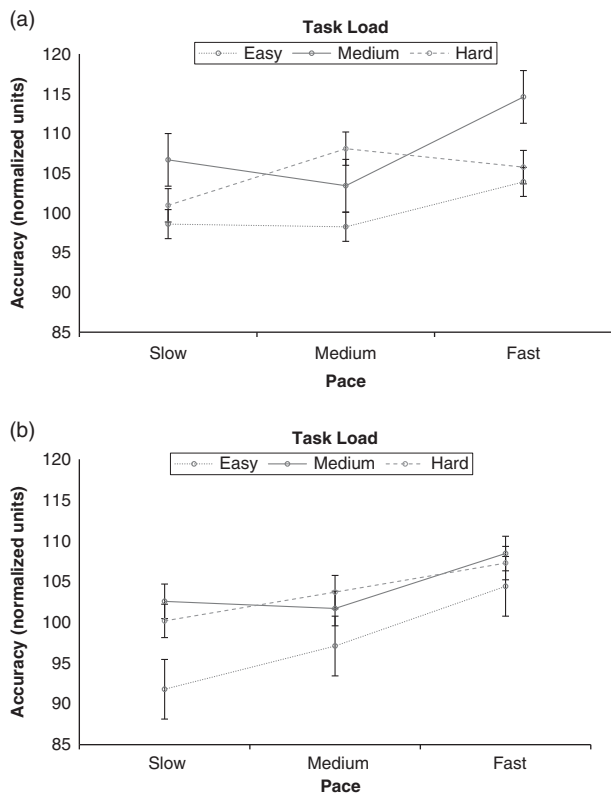 (a)
Task Load
Easy Medium Hard
120
115
110
105
100
95
90
85
Accuracy (normalized units)
Slow Medium Fast
Pace
(b)
Task Load
Easy Medium Hard
120
115
110
105
100
95
90
85
Accuracy (normalized units)
Slow Medium Fast
Pace